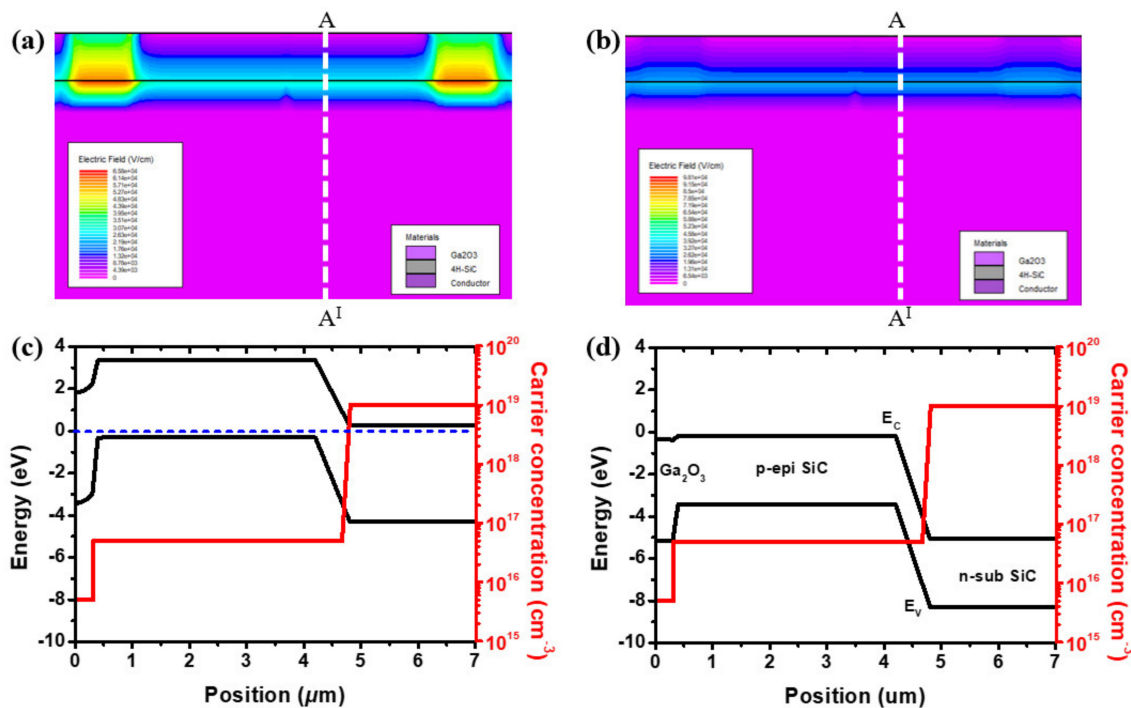 (a)
A
Electric Field (V/cm)
6.58e+04
6.14e+04
5.71e+04
5.27e+04
4.83e+04
4.39e+04
3.95e+04
3.51e+04
3.07e+04
2.63e+04
2.19e+04
1.76e+04
1.32e+04
8.78e+03
4.39e+03
0
Materials
Ga2O3
4H-SiC
Conductor
A^I
(b)
A
Electric Field (V/cm)
9.15e+04
8.5e+04
7.85e+04
7.19e+04
6.54e+04
5.88e+04
5.23e+04
4.58e+04
3.92e+04
3.27e+04
2.62e+04
1.96e+04
1.31e+04
6.54e+03
0
Materials
Ga2O3
4H-SiC
Conductor
A^I
(c)
4
2
0
-2
-4
-6
-8
-10
Energy (eV)
0 1 2 3 4 5 6 7
Position (μm)
10^20
10^19
10^18
10^17
10^16
10^15
Carrier concentration (cm^-3)
(d)
4
2
0
-2
-4
-6
-8
-10
Energy (eV)
E_C
Ga_2O_3
p-epi SiC
n-sub SiC
E_V
0 1 2 3 4 5 6 7
Position (um)
10^20
10^19
10^18
10^17
10^16
10^15
Carrier concentration (cm^-3)